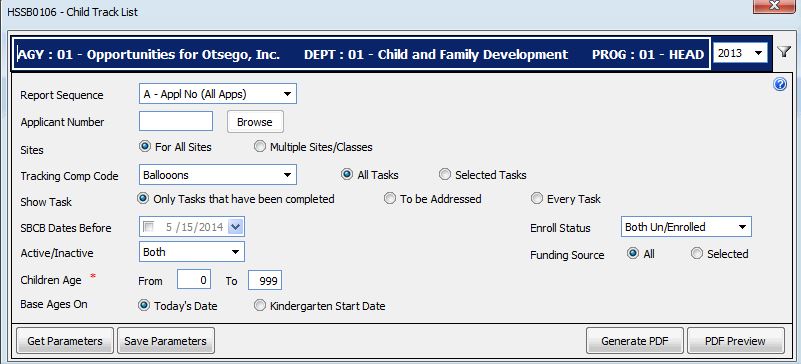 HSSB0106 - Child Track List
AGY : 01 - Opportunities for Otsego, Inc. DEPT : 01 - Child and Family Development PROG : 01 - HEAD 2013
Report Sequence A - Appl No (All Apps)
Applicant Number Browse
Sites For All Sites Multiple Sites/Classes
Tracking Comp Code Ballooons All Tasks Selected Tasks
Show Task Only Tasks that have been completed To be Addressed Every Task
SBCB Dates Before 5 /15/2014 Enroll Status Both Un/Enrolled
Active/Inactive Both Funding Source All Selected
Children Age * From 0 To 999
Base Ages On Today's Date Kindergarten Start Date
Get Parameters Save Parameters Generate PDF PDF Preview